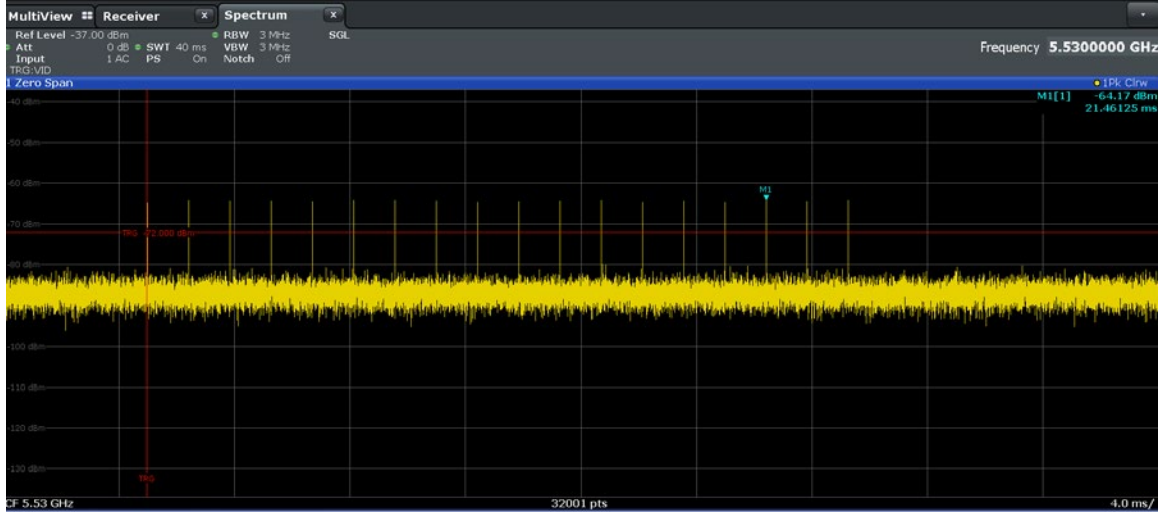 MultiView Receiver X Spectrum X
Ref Level -37.00 dBm RBW 3 MHz SGL
Att 0 dB SWT 40 ms VBW 3 MHz
Input 1 AC PS On Notch Off
Frequency 5.5300000 GHz
TRG:VID
1 Zero Span 1Pk Clrw
M1[1] -64.17 dBm
21.46125 ms
-40 dBm
-50 dBm
-60 dBm
M1
-70 dBm
TRG -72.000 dBm
-80 dBm
-100 dBm
-110 dBm
-120 dBm
TRG
CF 5.53 GHz 32001 pts 4.0 ms/